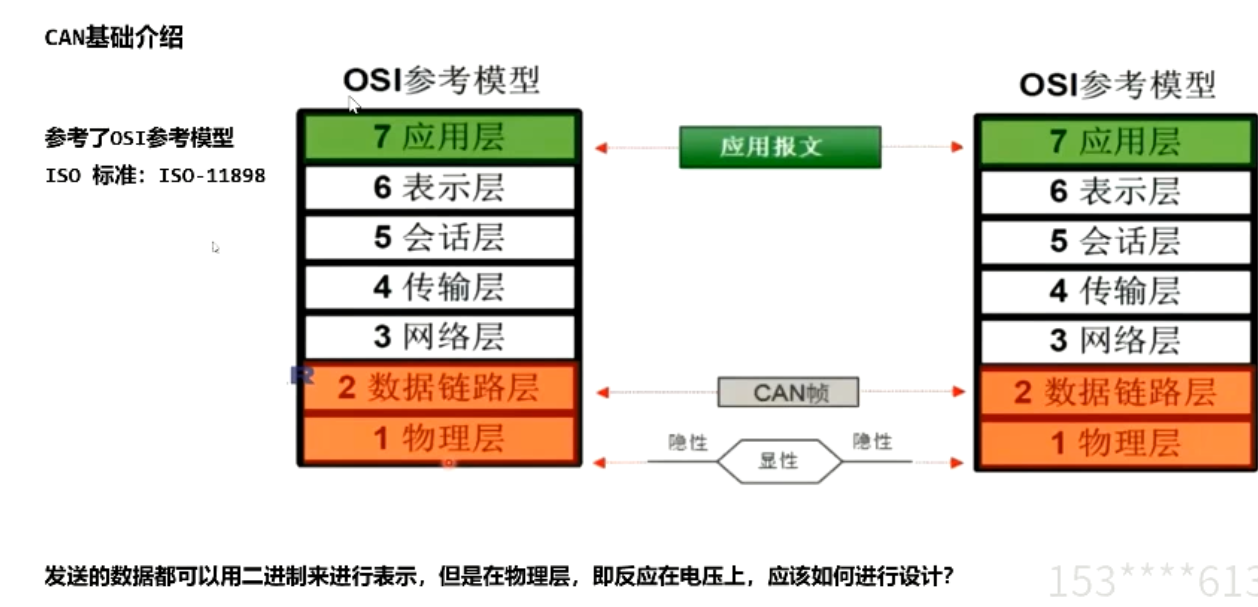 CAN基础介绍
OSI参考模型
OSI参考模型
参考了OSI参考模型
ISO 标准：ISO-11898
7 应用层
6 表示层
5 会话层
4 传输层
3 网络层
2 数据链路层
1 物理层
应用报文
CAN帧
隐性
显性
隐性
7 应用层
6 表示层
5 会话层
4 传输层
3 网络层
2 数据链路层
1 物理层
发送的数据都可以用二进制来进行表示，但是在物理层，即反应在电压上，应该如何进行设计？
153****613